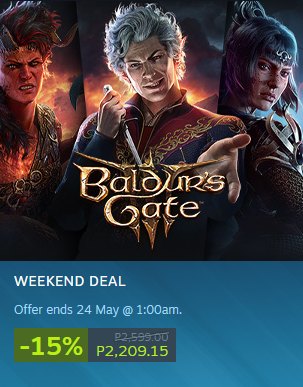 Baldur's
Gate
III
WEEKEND DEAL
Offer ends 24 May @ 1:00am.
-15%
P2,599.00
P2,209.15